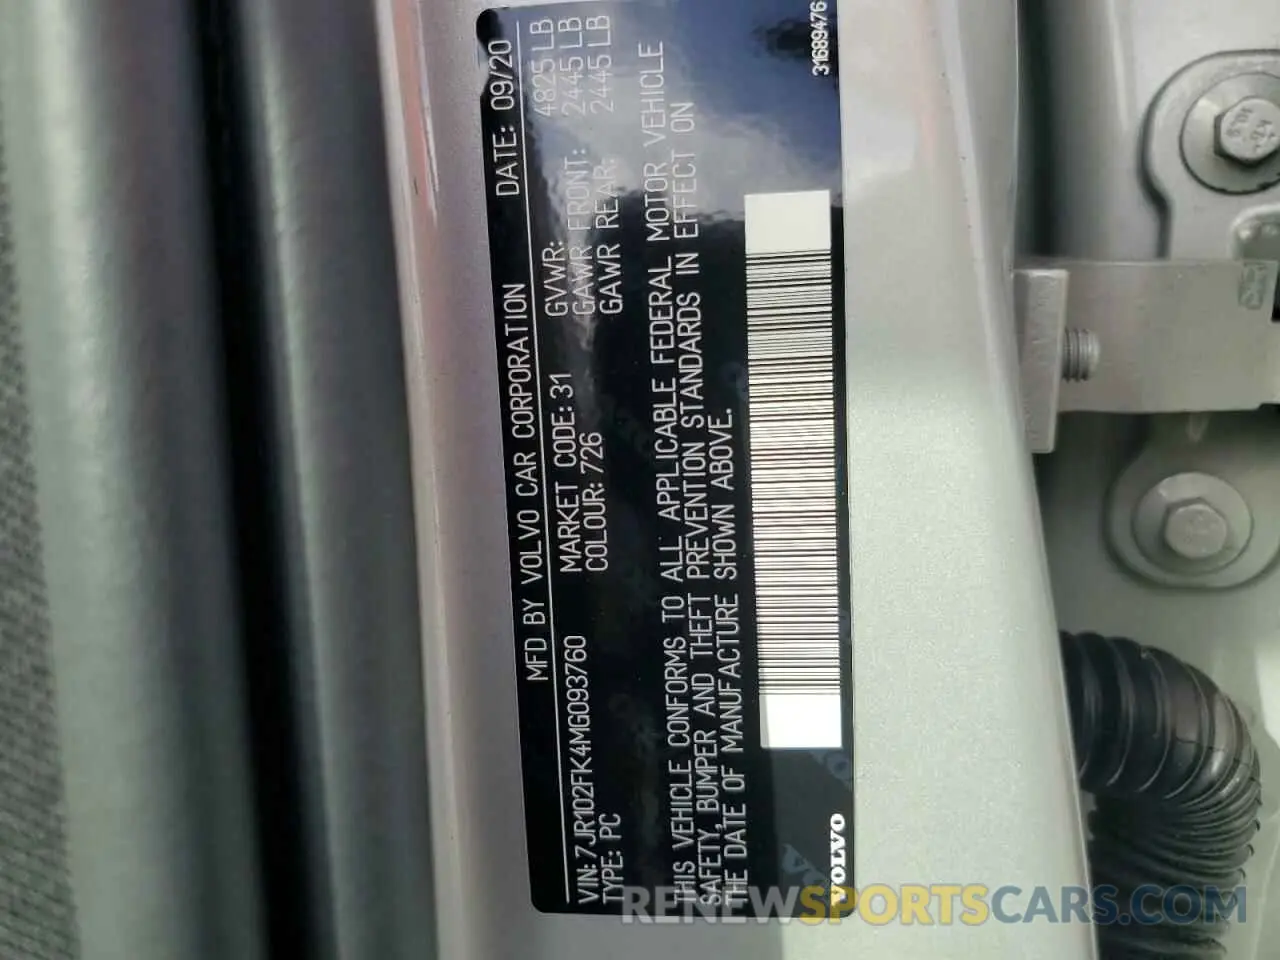 MFD BY VOLVO CAR CORPORATION DATE: 09/20
VIN: 7JR102FK4MG093760 MARKET CODE: 31 GVWR: 4825 LB
TYPE: PC COLOUR: 726 GAWR FRONT: 2445 LB
GAWR REAR: 2445 LB
THIS VEHICLE CONFORMS TO ALL APPLICABLE FEDERAL MOTOR VEHICLE
SAFETY, BUMPER AND THEFT PREVENTION STANDARDS IN EFFECT ON
THE DATE OF MANUFACTURE SHOWN ABOVE.
VOLVO 31689476
RENEWSPORTSCARS.COM